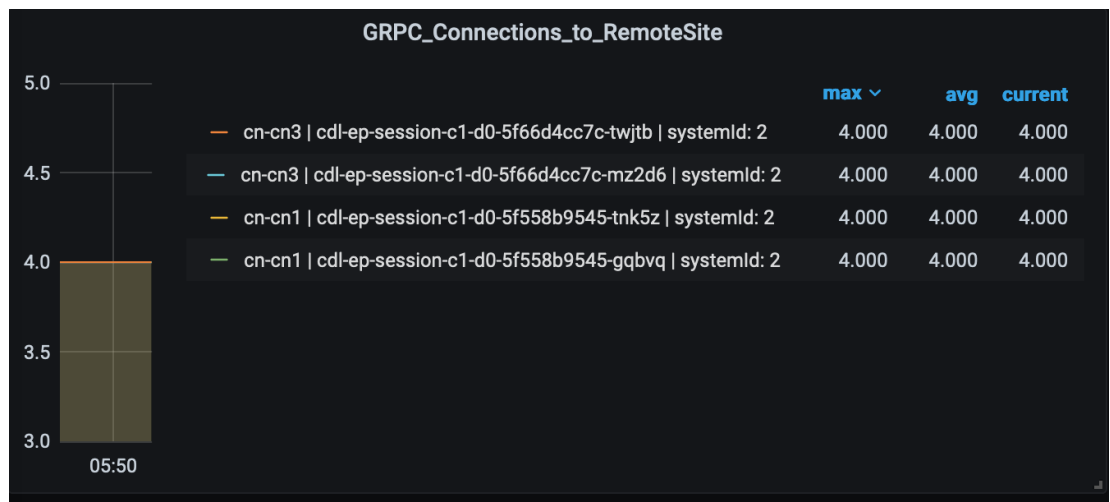 GRPC_Connections_to_RemoteSite
5.0
4.5
4.0
3.5
3.0
05:50
max avg current
cn-cn3 | cdl-ep-session-c1-d0-5f66d4cc7c-twjtb | systemId: 2 4.000 4.000 4.000
cn-cn3 | cdl-ep-session-c1-d0-5f66d4cc7c-mz2d6 | systemId: 2 4.000 4.000 4.000
cn-cn1 | cdl-ep-session-c1-d0-5f558b9545-tnk5z | systemId: 2 4.000 4.000 4.000
cn-cn1 | cdl-ep-session-c1-d0-5f558b9545-gqbvq | systemId: 2 4.000 4.000 4.000